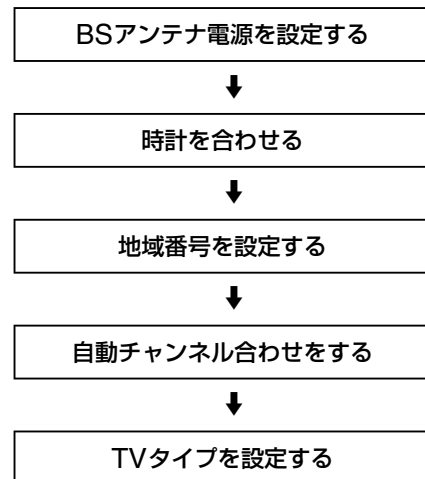 BSアンテナ電源を設定する
時計を合わせる
地域番号を設定する
自動チャンネル合わせをする
TVタイプを設定する